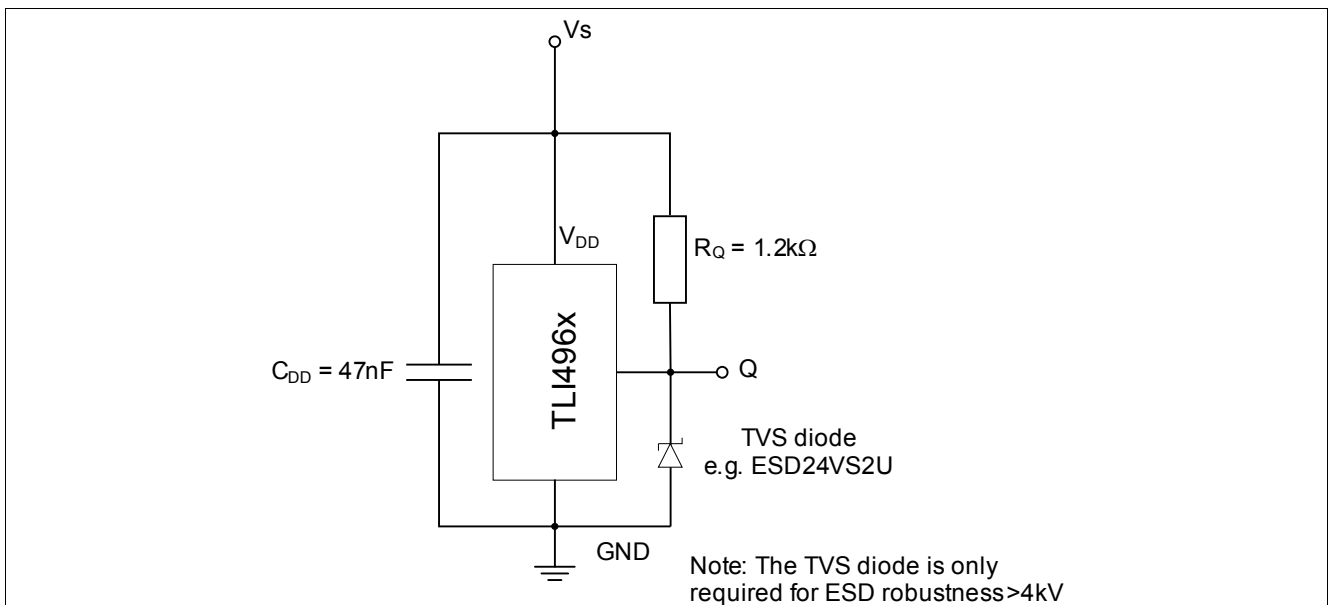 Vs
VDD
RQ = 1.2kΩ
TLI496x
CDD = 47nF
Q
TVS diode
e.g. ESD24VS2U
GND
Note: The TVS diode is only
required for ESD robustness>4kV